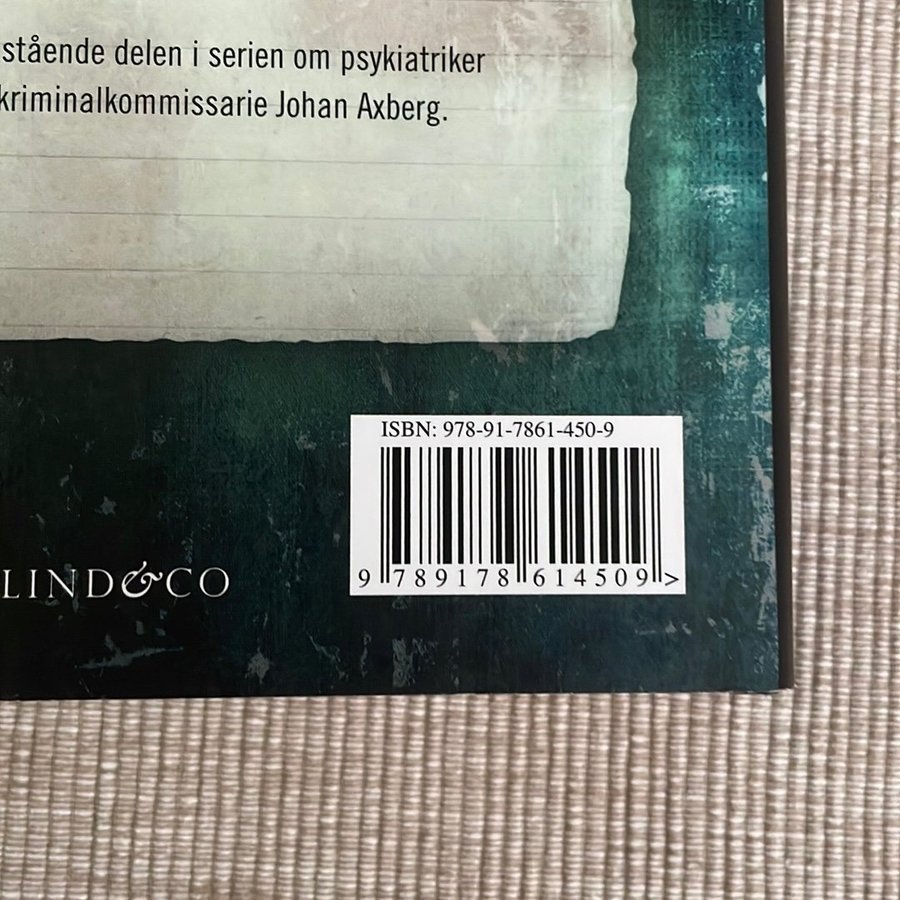 stående delen i serien om psykiatriker
kriminalkommissarie Johan Axberg.
ISBN: 978-91-7861-450-9
9 789178 614509 >
LIND&CO